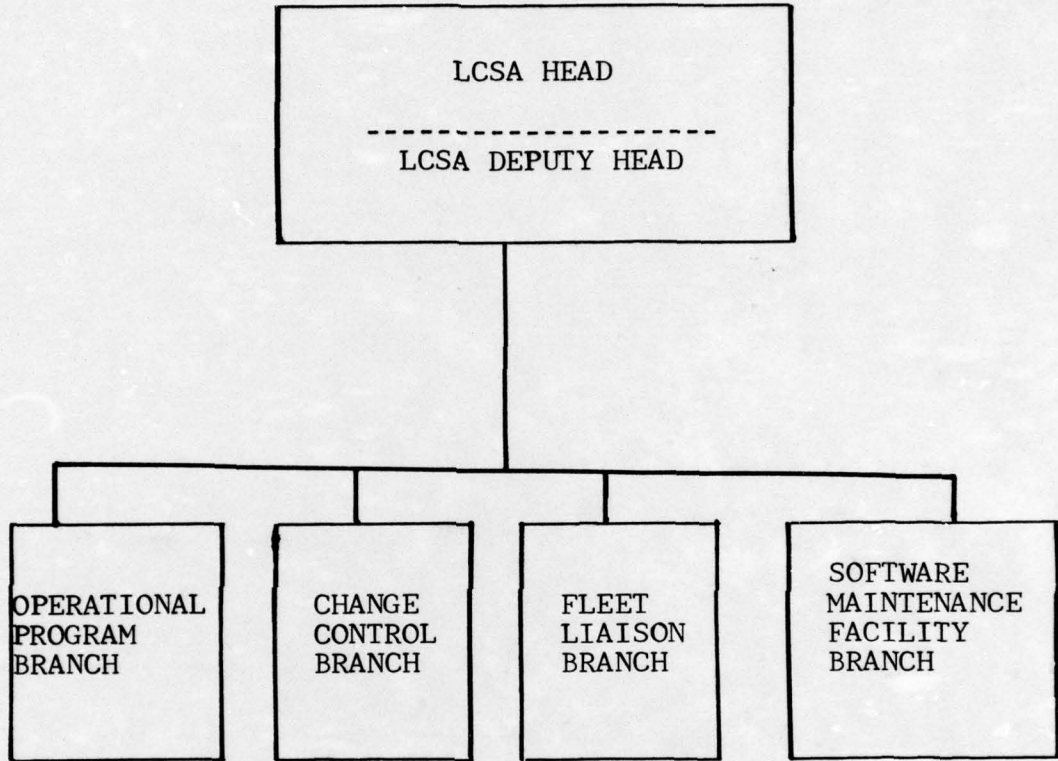 LCSA HEAD
LCSA DEPUTY HEAD
OPERATIONAL
PROGRAM
BRANCH
CHANGE
CONTROL
BRANCH
FLEET
LIAISON
BRANCH
SOFTWARE
MAINTENANCE
FACILITY
BRANCH